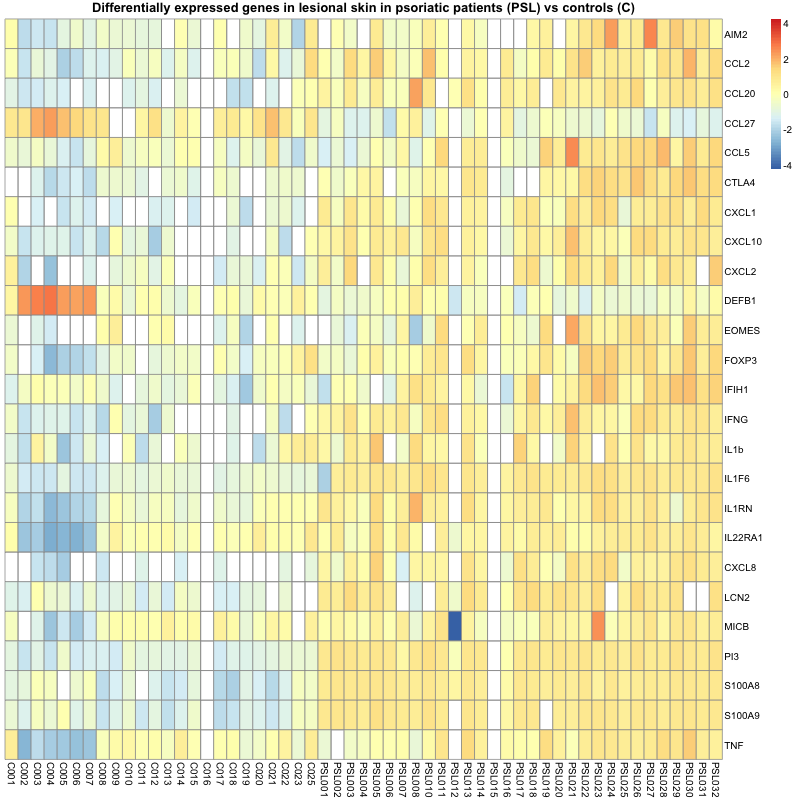 Differentially expressed genes in lesional skin in psoriatic patients (PSL) vs controls (C)
4
2
0
-2
-4
AIM2
CCL2
CCL20
CCL27
CCL5
CTLA4
CXCL1
CXCL10
CXCL2
DEFB1
EOMES
FOXP3
IFIH1
IFNG
IL1b
IL1F6
IL1RN
IL22RA1
CXCL8
LCN2
MICB
PI3
S100A8
S100A9
TNF
C001
C002
C003
C004
C005
C006
C007
C008
C009
C010
C011
C012
C013
C014
C015
C016
C017
C018
C019
C020
C021
C022
C023
C025
PSL001
PSL002
PSL003
PSL004
PSL005
PSL006
PSL007
PSL008
PSL010
PSL011
PSL012
PSL013
PSL014
PSL015
PSL016
PSL017
PSL018
PSL019
PSL020
PSL021
PSL022
PSL023
PSL024
PSL025
PSL026
PSL027
PSL028
PSL029
PSL030
PSL031
PSL032